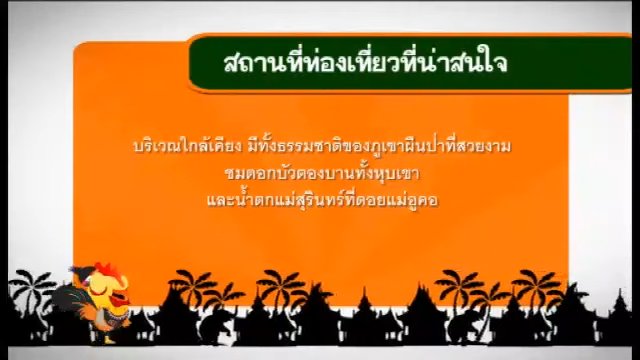 สถานที่ท่องเที่ยวที่น่าสนใจ
บริเวณใกล้เคียง มีทั้งธรรมชาติของภูเขาผืนป่าที่สวยงาม
ชมดอกบัวตองบานทั้งหุบเขา
และน้ำตกแม่สุรินทร์ที่ดอยแม่อูคอ